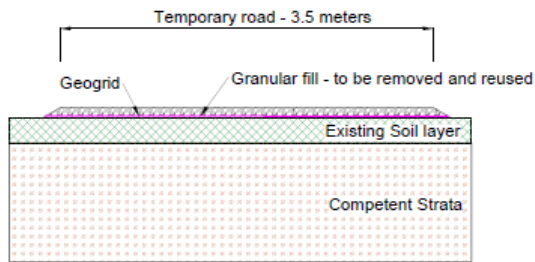 Temporary road - 3.5 meters
Geogrid
Granular fill - to be removed and reused
Existing Soil layer
Competent Strata